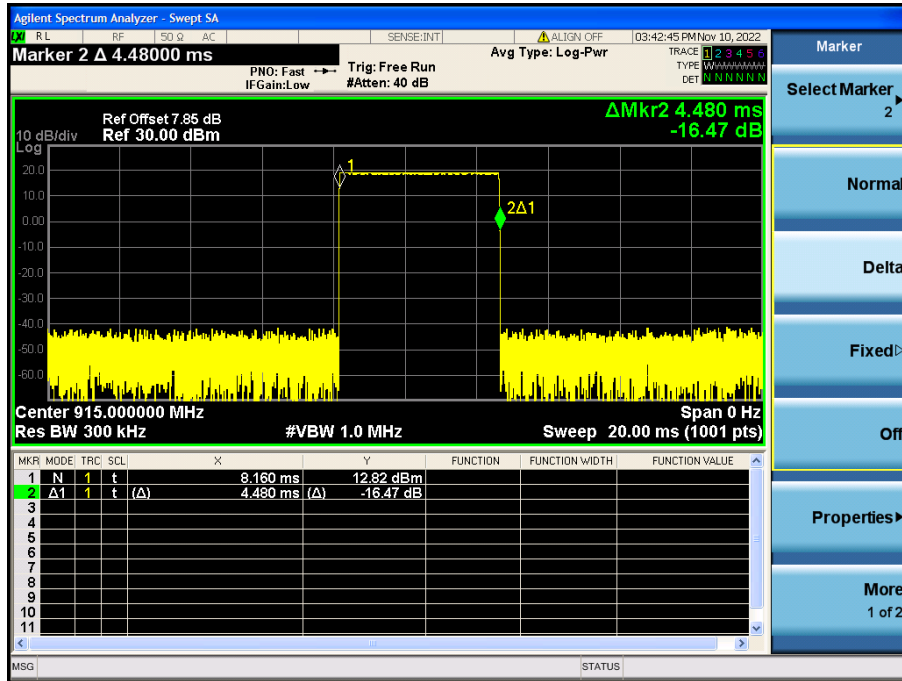 Agilent Spectrum Analyzer - Swept SA
LXI RL RF 50 Ω AC SENSE:INT ALIGN OFF 03:42:45 PM Nov 10, 2022
Marker 2 Δ 4.48000 ms
PNO: Fast
IFGain:Low
Trig: Free Run
#Atten: 40 dB
Avg Type: Log-Pwr
TRACE 1 2 3 4 5 6
TYPE W
DET N N N N N N
ΔMkr2 4.480 ms
-16.47 dB
Ref Offset 7.85 dB
Ref 30.00 dBm
10 dB/div
Log
1
2Δ1
20.0
10.0
0.00
-10.0
-20.0
-30.0
-40.0
-50.0
-60.0
Center 915.000000 MHz Span 0 Hz
Res BW 300 kHz #VBW 1.0 MHz Sweep 20.00 ms (1001 pts)
MKR MODE TRC SCL X Y FUNCTION FUNCTION WIDTH FUNCTION VALUE
1 N 1 t 8.160 ms 12.82 dBm
2 Δ1 1 t (Δ) 4.480 ms (Δ) -16.47 dB
3
4
5
6
7
8
9
10
11
MSG STATUS
Marker
Select Marker
2
Normal
Delta
Fixed
Off
Properties
More
1 of 2